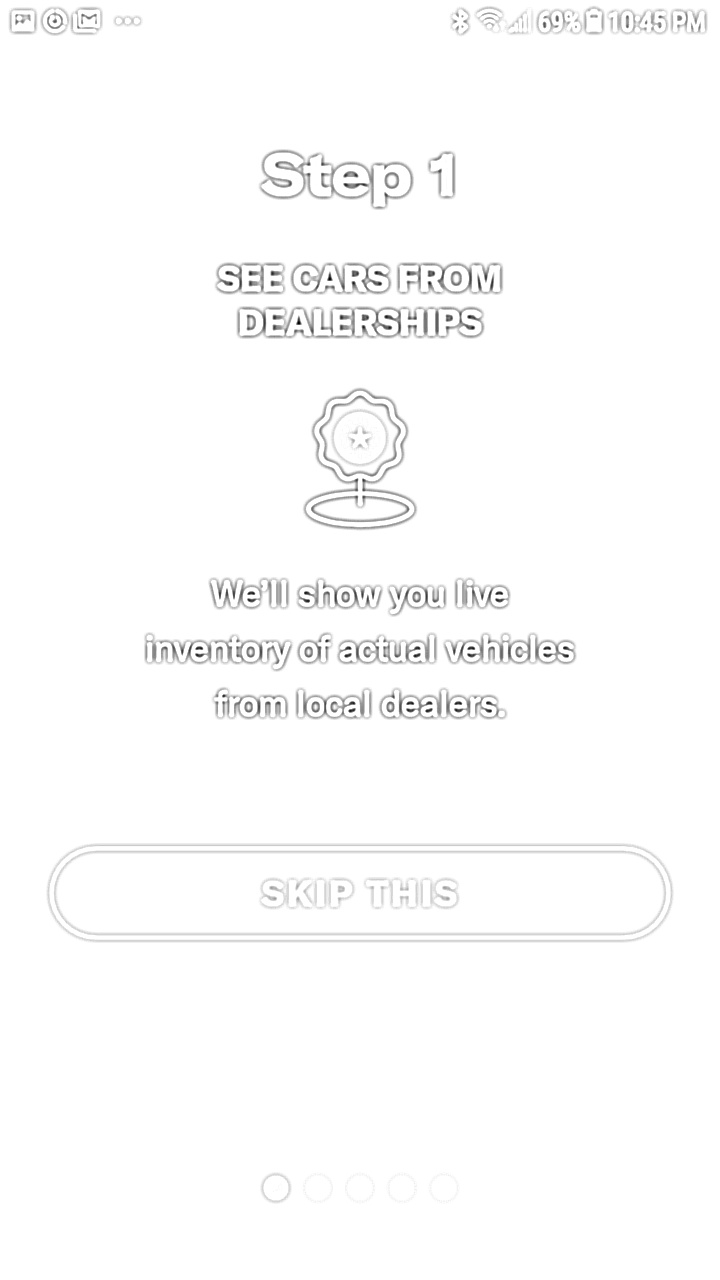 69% 10:45 PM
Step 1
SEE CARS FROM
DEALERSHIPS
We'll show you live
inventory of actual vehicles
from local dealers.
SKIP THIS